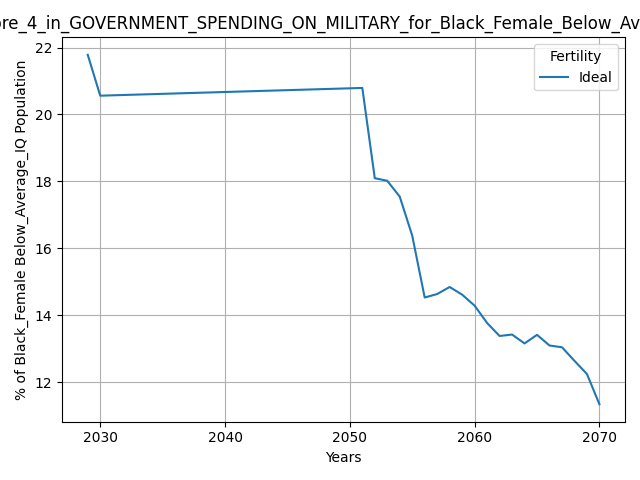 ore_4_in_GOVERNMENT_SPENDING_ON_MILITARY_for_Black_Female_Below_Av
Fertility
Ideal
% of Black_Female Below_Average_IQ Population
22
20
18
16
14
12
2030 2040 2050 2060 2070
Years